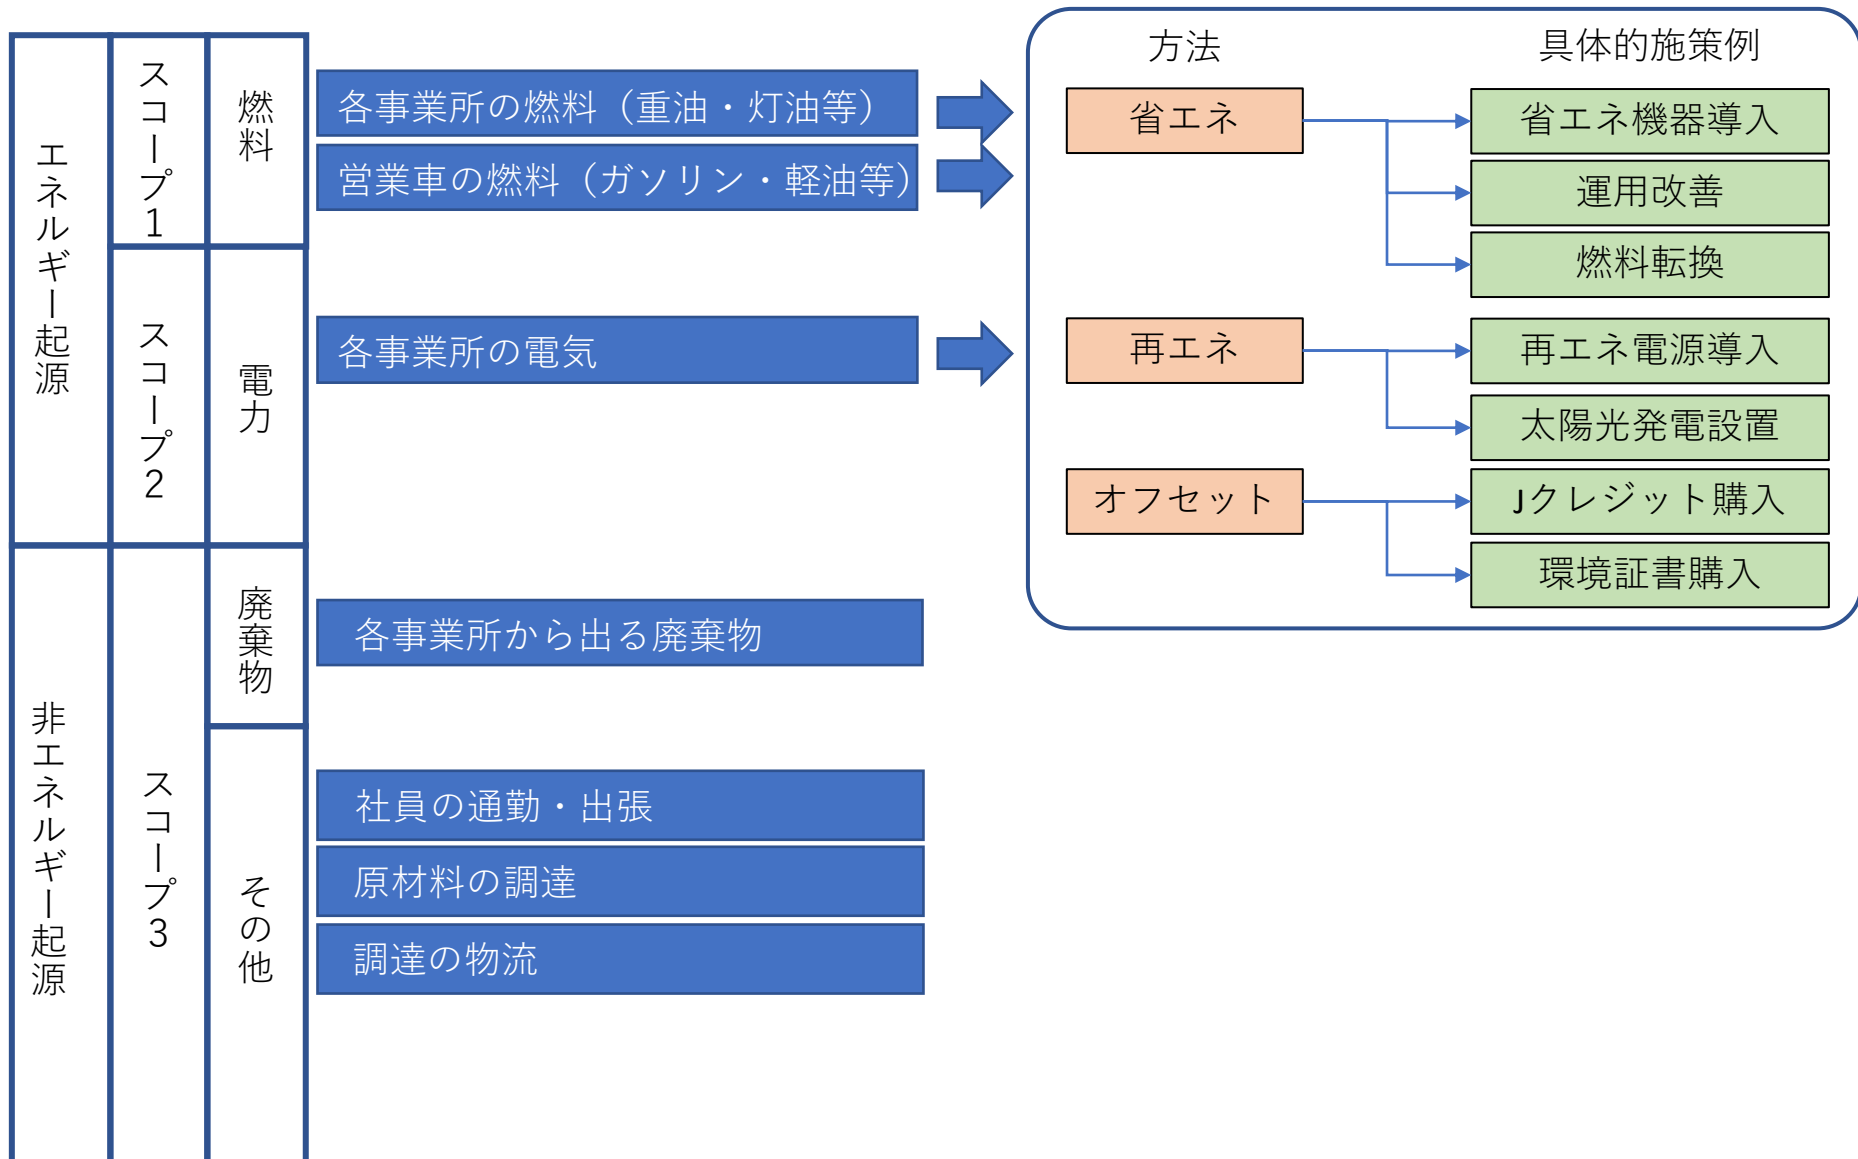 エネルギー起源
スコープ1
燃料
各事業所の燃料（重油・灯油等）
営業車の燃料（ガソリン・軽油等）
スコープ2
電力
各事業所の電気
非エネルギー起源
スコープ3
廃棄物
各事業所から出る廃棄物
その他
社員の通勤・出張
原材料の調達
調達の物流
方法
具体的施策例
省エネ
省エネ機器導入
運用改善
燃料転換
再エネ
再エネ電源導入
太陽光発電設置
オフセット
Jクレジット購入
環境証書購入